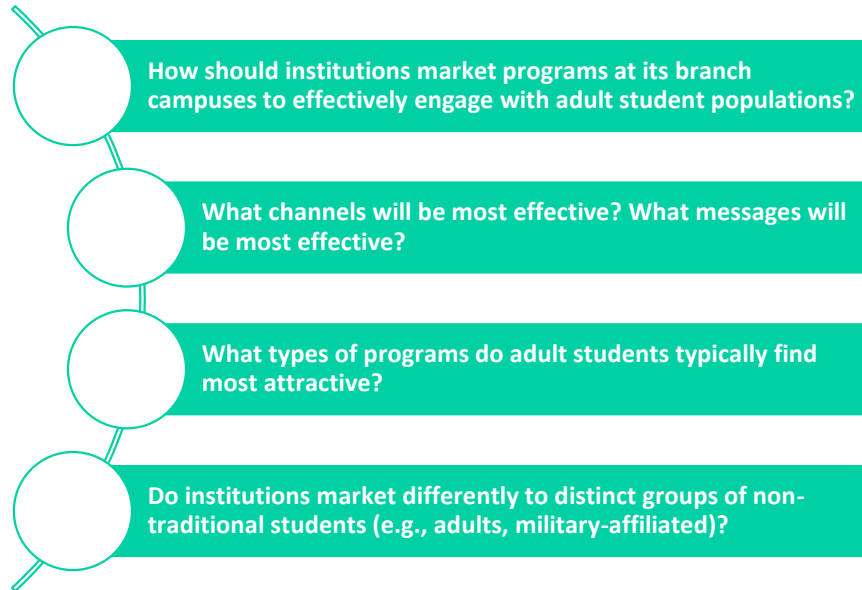 How should institutions market programs at its branch
campuses to effectively engage with adult student populations?
What channels will be most effective? What messages will
be most effective?
What types of programs do adult students typically find
most attractive?
Do institutions market differently to distinct groups of non-
traditional students (e.g., adults, military-affiliated)?